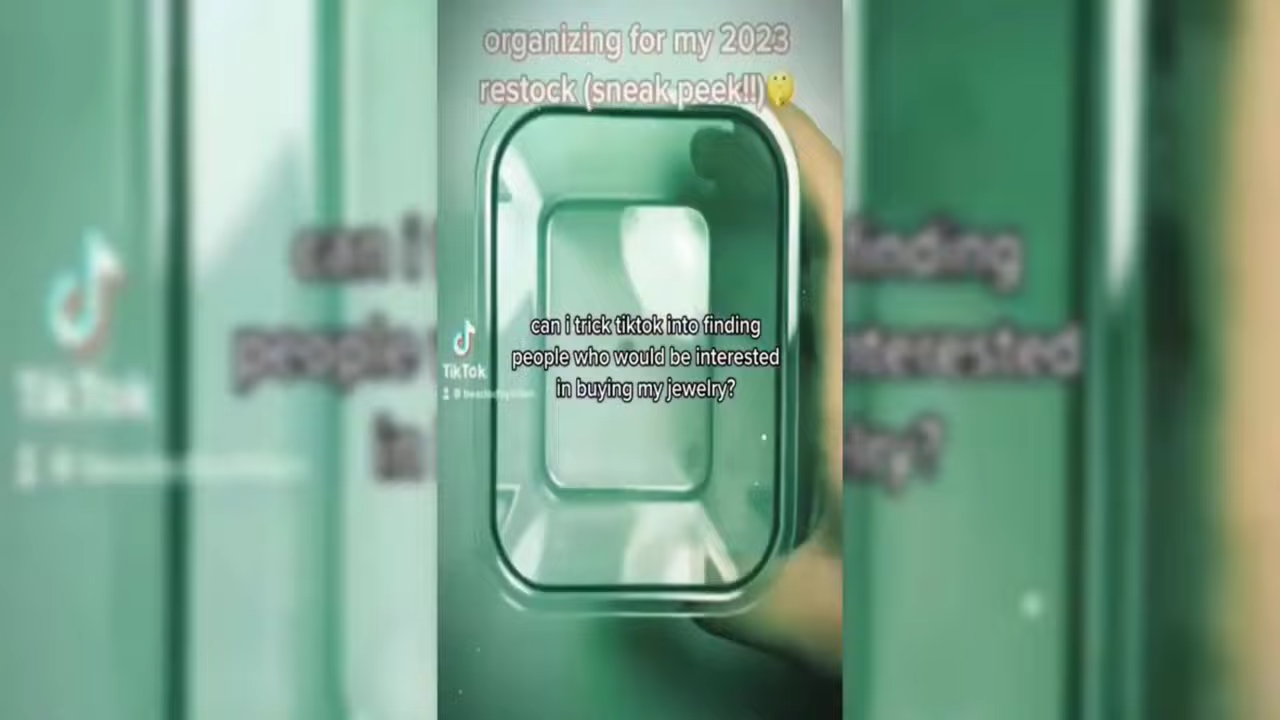 organizing for my 2023
restock (sneak peek!!)🤫
can i trick tiktok into finding
people who would be interested
in buying my jewelry?
TikTok